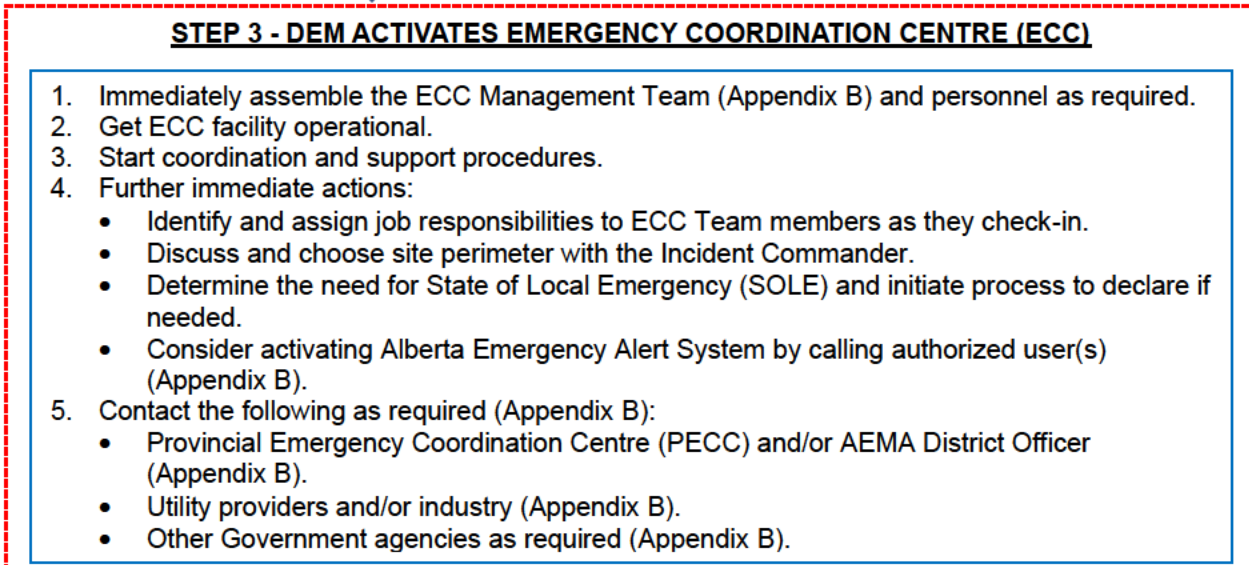 STEP 3 - DEM ACTIVATES EMERGENCY COORDINATION CENTRE (ECC)
1. Immediately assemble the ECC Management Team (Appendix B) and personnel as required.
2. Get ECC facility operational.
3. Start coordination and support procedures.
4. Further immediate actions:
• Identify and assign job responsibilities to ECC Team members as they check-in.
• Discuss and choose site perimeter with the Incident Commander.
• Determine the need for State of Local Emergency (SOLE) and initiate process to declare if
needed.
• Consider activating Alberta Emergency Alert System by calling authorized user(s)
(Appendix B).
5. Contact the following as required (Appendix B):
• Provincial Emergency Coordination Centre (PECC) and/or AEMA District Officer
(Appendix B).
• Utility providers and/or industry (Appendix B).
• Other Government agencies as required (Appendix B).